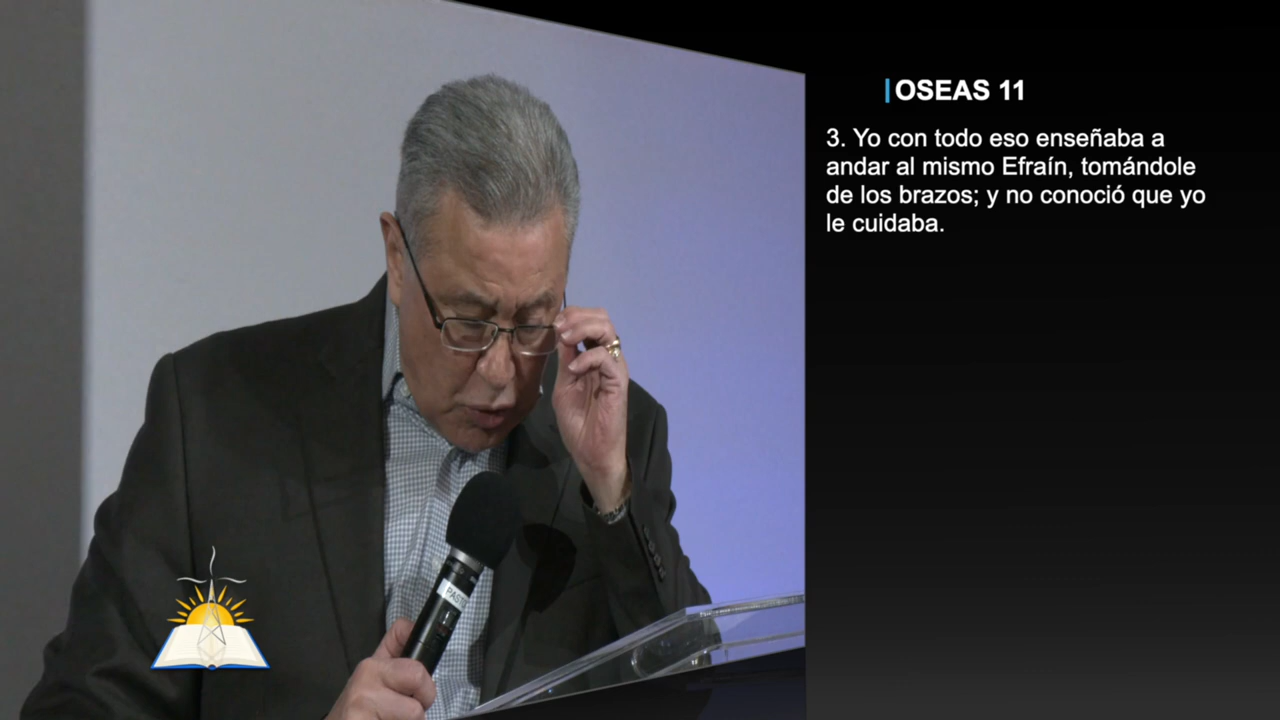 OSEAS 11
3. Yo con todo eso enseñaba a
andar al mismo Efraín, tomándole
de los brazos; y no conoció que yo
le cuidaba.